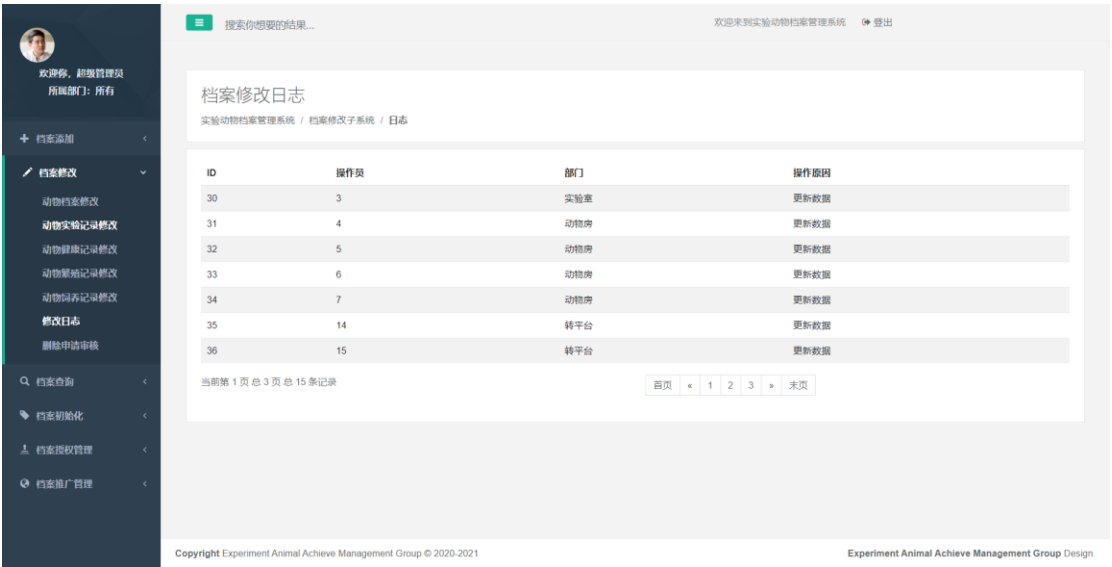 搜索你想要的结果...
欢迎来到实验动物档案管理系统 登出
欢迎你，超级管理员
所属部门：所有
档案添加
档案修改
动物档案修改
动物实验记录修改
动物健康记录修改
动物繁殖记录修改
动物饲养记录修改
修改日志
删除申请审核
档案查询
档案初始化
档案授权管理
档案推广管理
档案修改日志
实验动物档案管理系统 / 档案修改子系统 / 日志
ID 操作员 部门 操作原因
30 3 实验室 更新数据
31 4 动物房 更新数据
32 5 动物房 更新数据
33 6 动物房 更新数据
34 7 动物房 更新数据
35 14 转平台 更新数据
36 15 转平台 更新数据
当前第 1 页 总 3 页 总 15 条记录
首页 « 1 2 3 » 末页
Copyright Experiment Animal Achieve Management Group © 2020-2021
Experiment Animal Achieve Management Group Design.